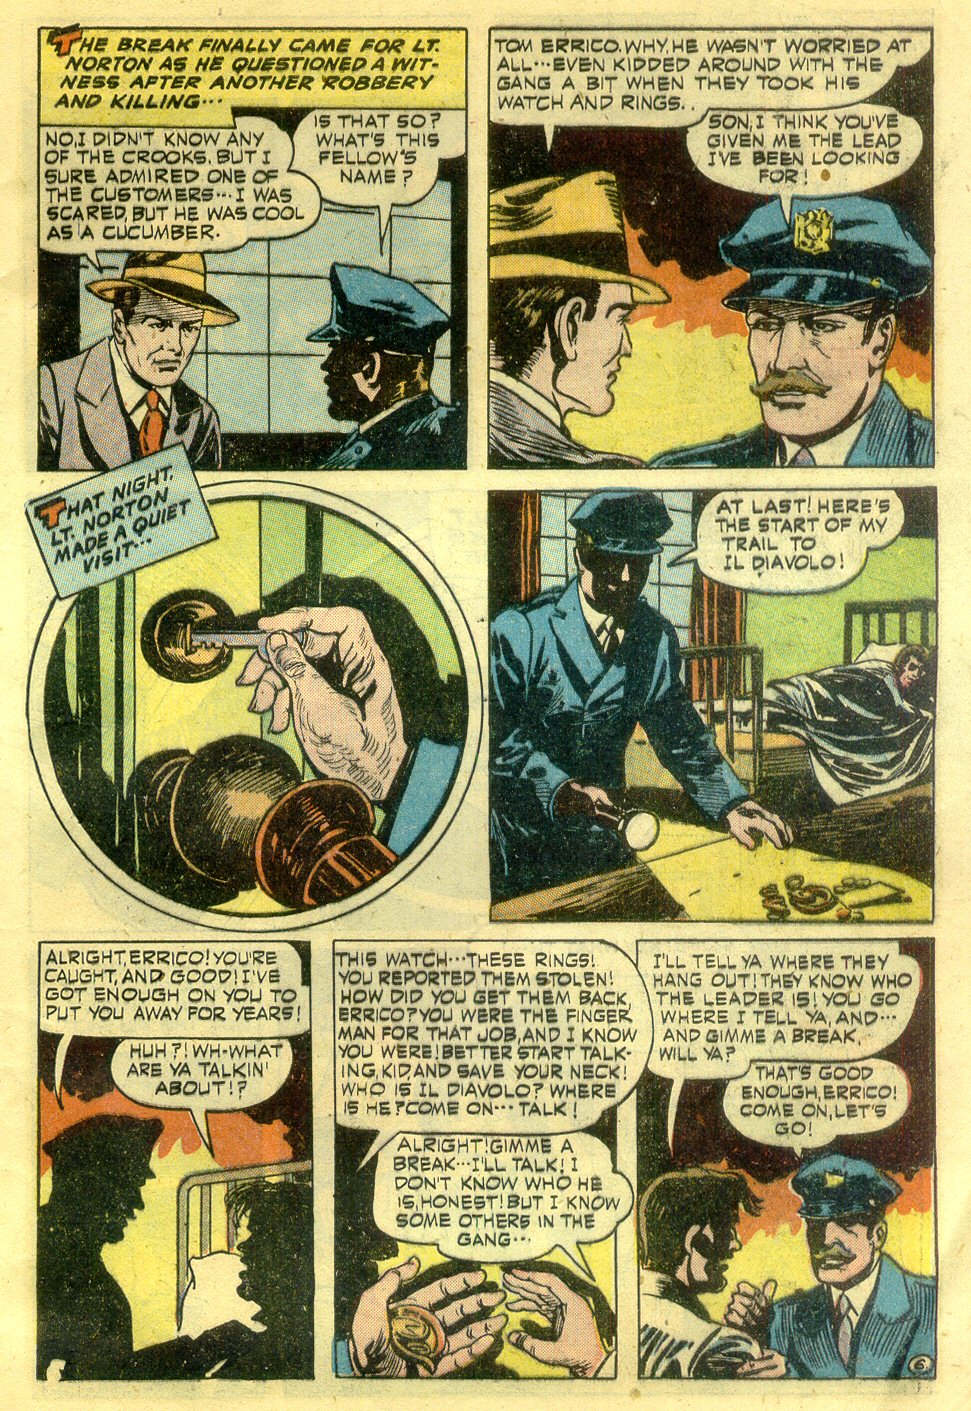 THE BREAK FINALLY CAME FOR LT.
NORTON AS HE QUESTIONED A WIT-
NESS AFTER ANOTHER ROBBERY
AND KILLING...
NO, I DIDN'T KNOW ANY
OF THE CROOKS, BUT I
SURE ADMIRED ONE OF
THE CUSTOMERS... I WAS
SCARED, BUT HE WAS COOL
AS A CUCUMBER.
IS THAT SO?
WHAT'S THIS
FELLOW'S
NAME?
TOM ERRICO. WHY, HE WASN'T WORRIED AT
ALL... EVEN KIDDED AROUND WITH THE
GANG A BIT WHEN THEY TOOK HIS
WATCH AND RINGS..
SON, I THINK YOU'VE
GIVEN ME THE LEAD
I'VE BEEN LOOKING
FOR!
THAT NIGHT,
LT. NORTON
MADE A QUIET
VISIT...
AT LAST! HERE'S
THE START OF MY
TRAIL TO
IL DIAVOLO!
ALRIGHT, ERRICO! YOU'RE
CAUGHT, AND GOOD! I'VE
GOT ENOUGH ON YOU TO
PUT YOU AWAY FOR YEARS!
HUH?! WH-WHAT
ARE YA TALKIN'
ABOUT!?
THIS WATCH... THESE RINGS!
YOU REPORTED THEM STOLEN!
HOW DID YOU GET THEM BACK,
ERRICO? YOU WERE THE FINGER
MAN FOR THAT JOB, AND I KNOW
YOU WERE! BETTER START TALK-
ING, KID, AND SAVE YOUR NECK!
WHO IS IL DIAVOLO? WHERE
IS HE? COME ON... TALK!
ALRIGHT! GIMME A
BREAK... I'LL TALK! I
DON'T KNOW WHO HE
IS, HONEST! BUT I KNOW
SOME OTHERS IN THE
GANG...
I'LL TELL YA WHERE THEY
HANG OUT! THEY KNOW WHO
THE LEADER IS! YOU GO
WHERE I TELL YA, AND...
AND GIMME A BREAK,
WILL YA?
THAT'S GOOD
ENOUGH, ERRICO!
COME ON, LET'S
GO!
6